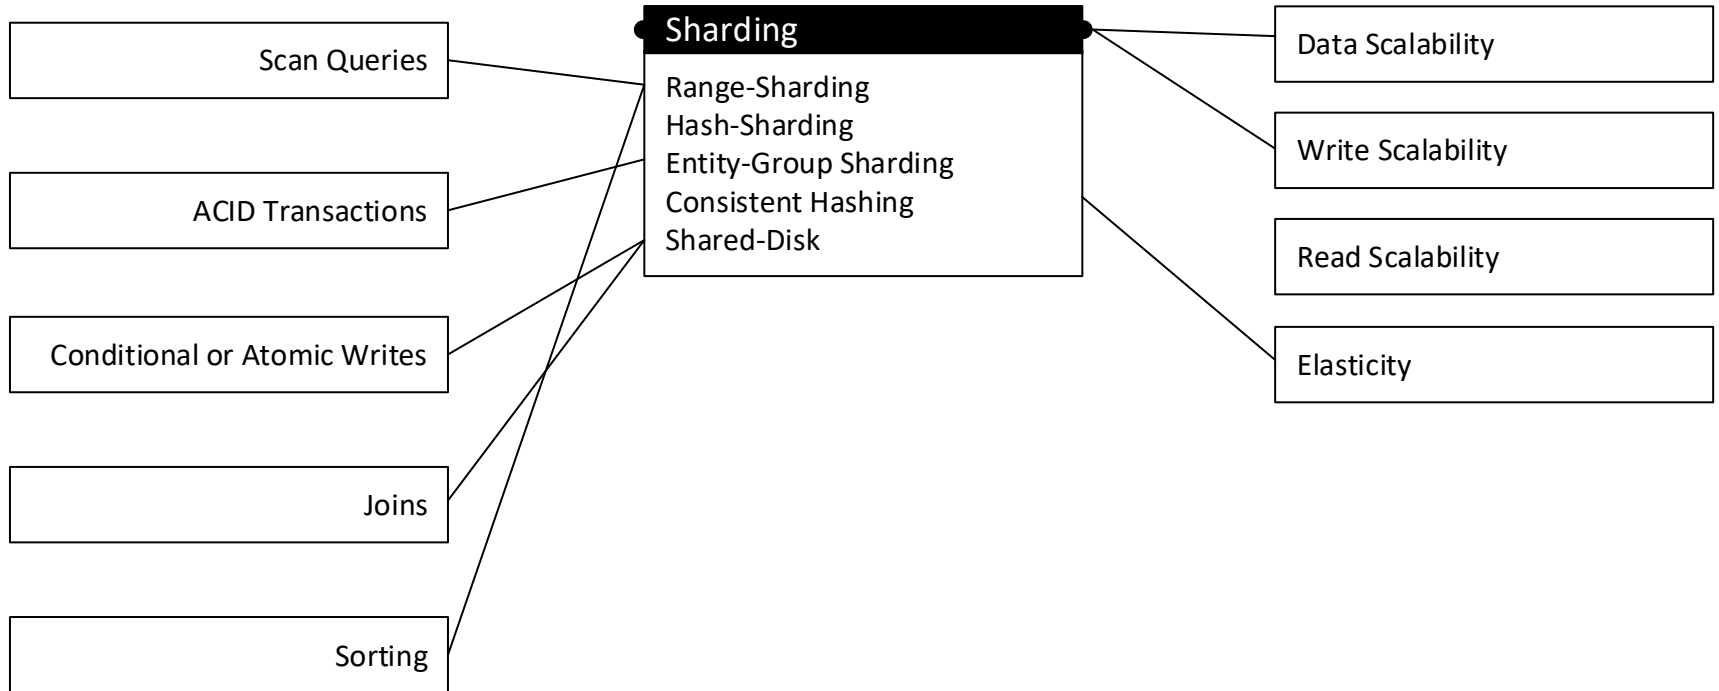 Scan Queries
ACID Transactions
Conditional or Atomic Writes
Joins
Sorting
Sharding
Range-Sharding
Hash-Sharding
Entity-Group Sharding
Consistent Hashing
Shared-Disk
Data Scalability
Write Scalability
Read Scalability
Elasticity